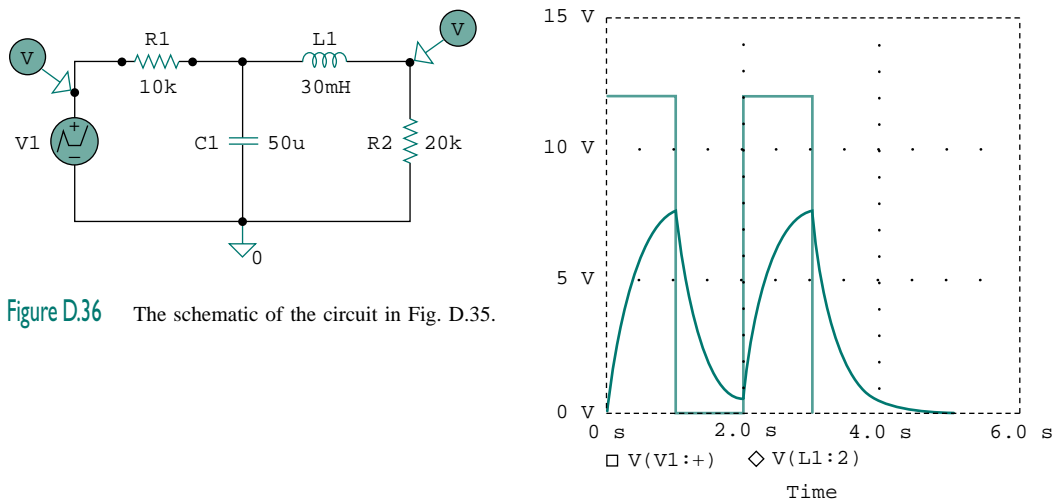 V
V
R1
10k
L1
30mH
V1
+
−
C1
50u
R2
20k
0
Figure D.36 The schematic of the circuit in Fig. D.35.
15 V
10 V
5 V
0 V
0 s
2.0 s
4.0 s
6.0 s
V(V1:+)
V(L1:2)
Time